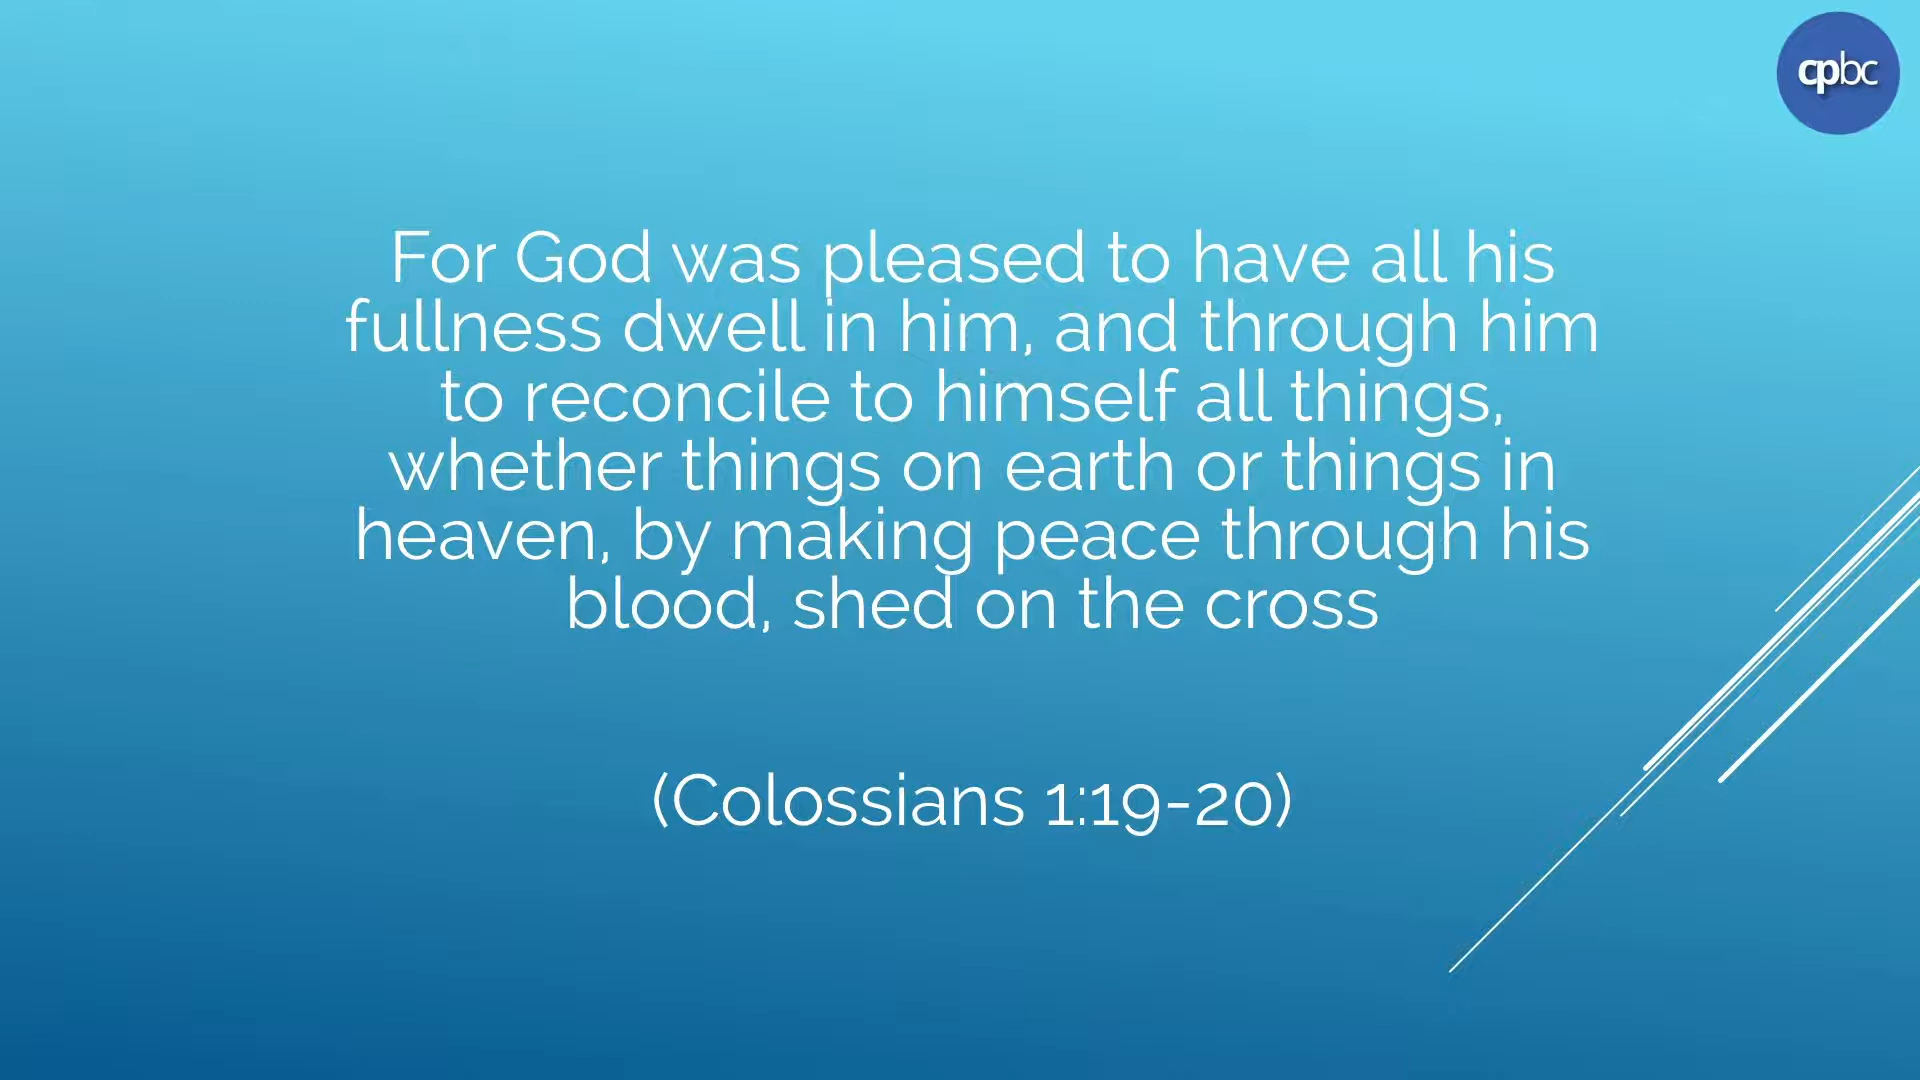 cpbc
For God was pleased to have all his
fullness dwell in him, and through him
to reconcile to himself all things,
whether things on earth or things in
heaven, by making peace through his
blood, shed on the cross
(Colossians 1:19-20)